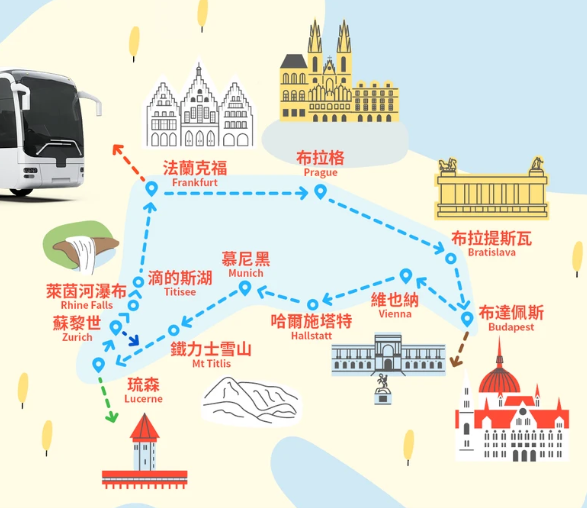 法蘭克福
Frankfurt
布拉格
Prague
布拉提斯瓦
Bratislava
慕尼黑
Munich
滴的斯湖
Titisee
萊茵河瀑布
Rhine Falls
維也納
Vienna
布達佩斯
Budapest
哈爾施塔特
Hallstatt
蘇黎世
Zurich
鐵力士雪山
Mt Titlis
琉森
Lucerne